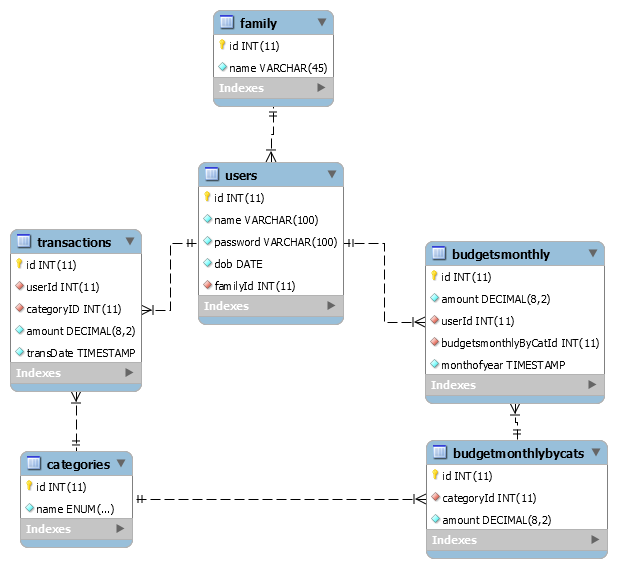 family
id INT(11)
name VARCHAR(45)
Indexes
users
id INT(11)
name VARCHAR(100)
password VARCHAR(100)
dob DATE
familyId INT(11)
Indexes
transactions
id INT(11)
userId INT(11)
categoryID INT(11)
amount DECIMAL(8,2)
transDate TIMESTAMP
Indexes
budgetsmonthly
id INT(11)
amount DECIMAL(8,2)
userId INT(11)
budgetsmonthlyByCatId INT(11)
monthofyear TIMESTAMP
Indexes
categories
id INT(11)
name ENUM(...)
Indexes
budgetmonthlybycats
id INT(11)
categoryId INT(11)
amount DECIMAL(8,2)
Indexes